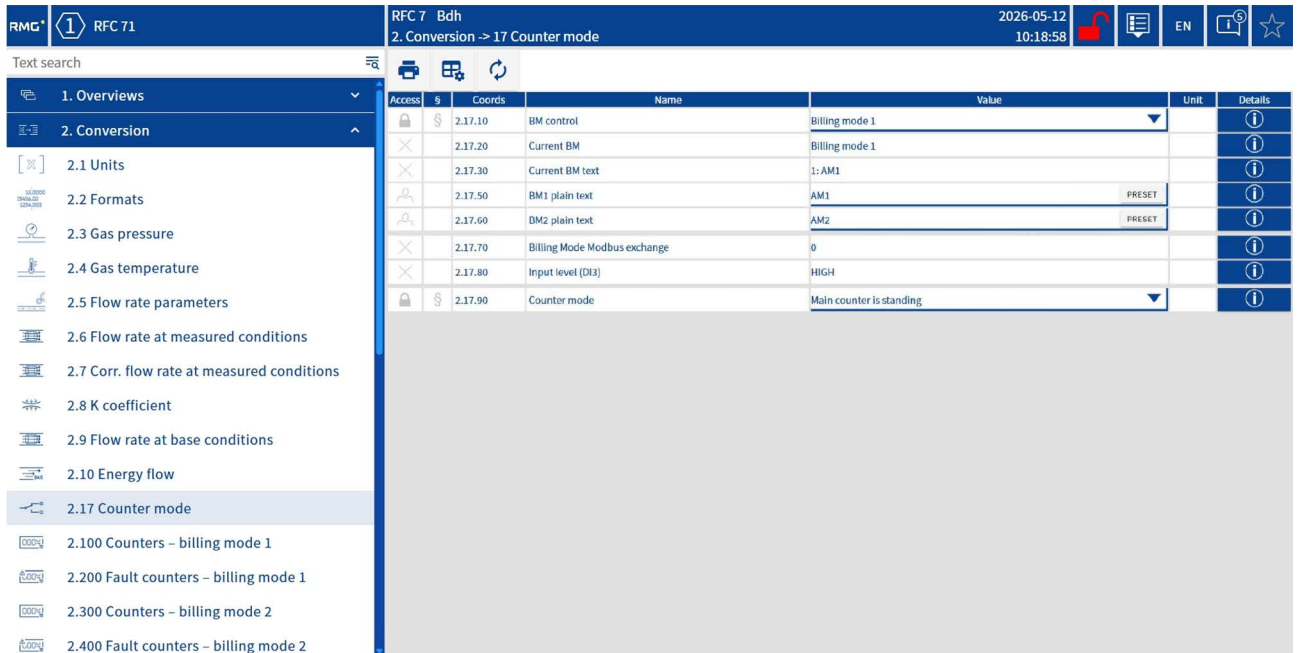 RMG
1
RFC 71
RFC 7 Bdh
2. Conversion -> 17 Counter mode
2026-05-12
10:18:58
EN
5
Text search
1. Overviews
2. Conversion
2.1 Units
2.2 Formats
2.3 Gas pressure
2.4 Gas temperature
2.5 Flow rate parameters
2.6 Flow rate at measured conditions
2.7 Corr. flow rate at measured conditions
2.8 K coefficient
2.9 Flow rate at base conditions
2.10 Energy flow
2.17 Counter mode
2.100 Counters – billing mode 1
2.200 Fault counters – billing mode 1
2.300 Counters – billing mode 2
2.400 Fault counters – billing mode 2
Access § Coords Name Value Unit Details
§ 2.17.10 BM control Billing mode 1
2.17.20 Current BM Billing mode 1
2.17.30 Current BM text 1: AM1
2.17.50 BM1 plain text AM1 PRESET
2.17.60 BM2 plain text AM2 PRESET
2.17.70 Billing Mode Modbus exchange 0
2.17.80 Input level (DI3) HIGH
§ 2.17.90 Counter mode Main counter is standing